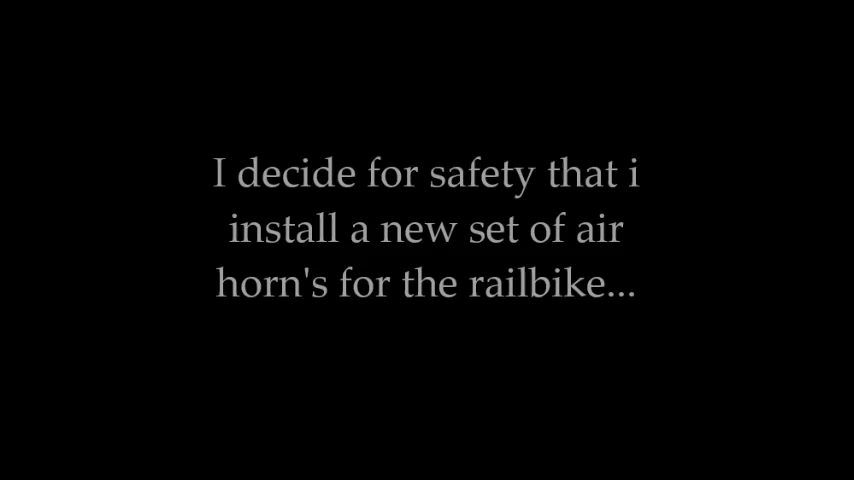 I decide for safety that i
install a new set of air
horn's for the railbike...